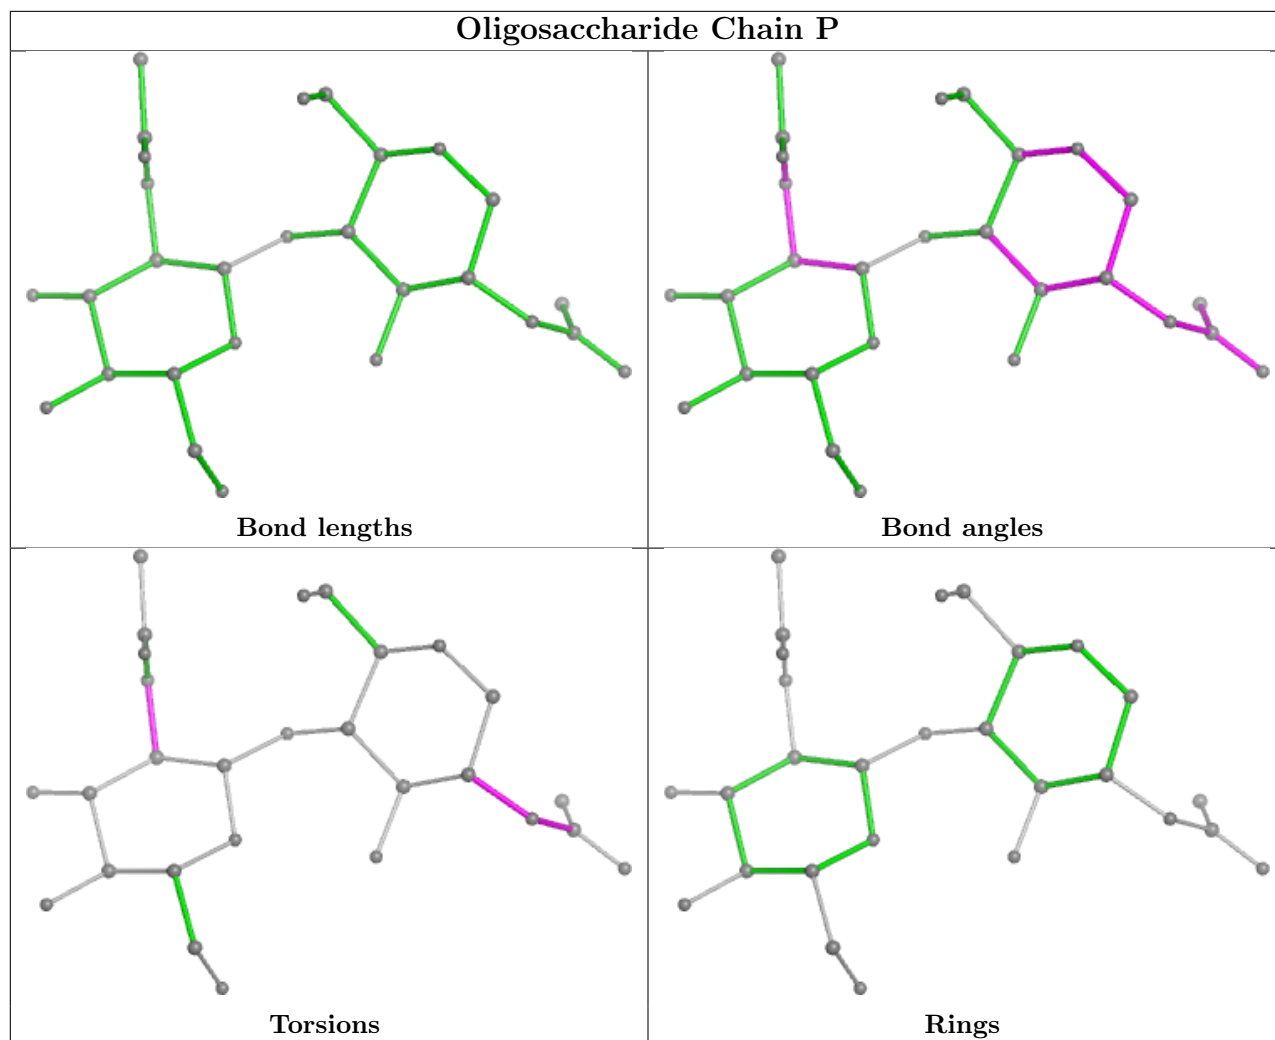 Oligosaccharide Chain P
Bond lengths
Bond angles
Torsions
Rings